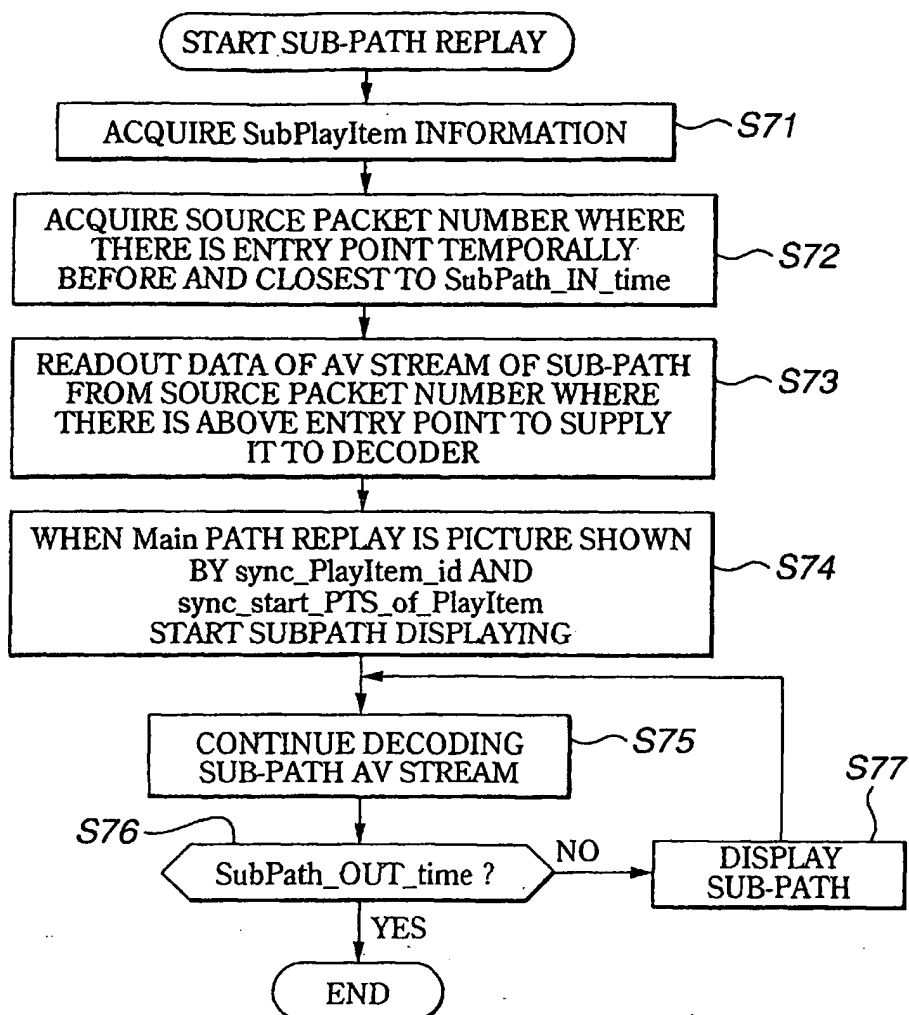 START SUB-PATH REPLAY
ACQUIRE SubPlayItem INFORMATION
S71
ACQUIRE SOURCE PACKET NUMBER WHERE
THERE IS ENTRY POINT TEMPORALLY
BEFORE AND CLOSEST TO SubPath_IN_time
S72
READOUT DATA OF AV STREAM OF SUB-PATH
FROM SOURCE PACKET NUMBER WHERE
THERE IS ABOVE ENTRY POINT TO SUPPLY
IT TO DECODER
S73
WHEN Main PATH REPLAY IS PICTURE SHOWN
BY sync_PlayItem_id AND
sync_start_PTS_of_PlayItem
START SUBPATH DISPLAYING
S74
CONTINUE DECODING
SUB-PATH AV STREAM
S75
S76
SubPath_OUT_time ?
NO
S77
DISPLAY
SUB-PATH
YES
END